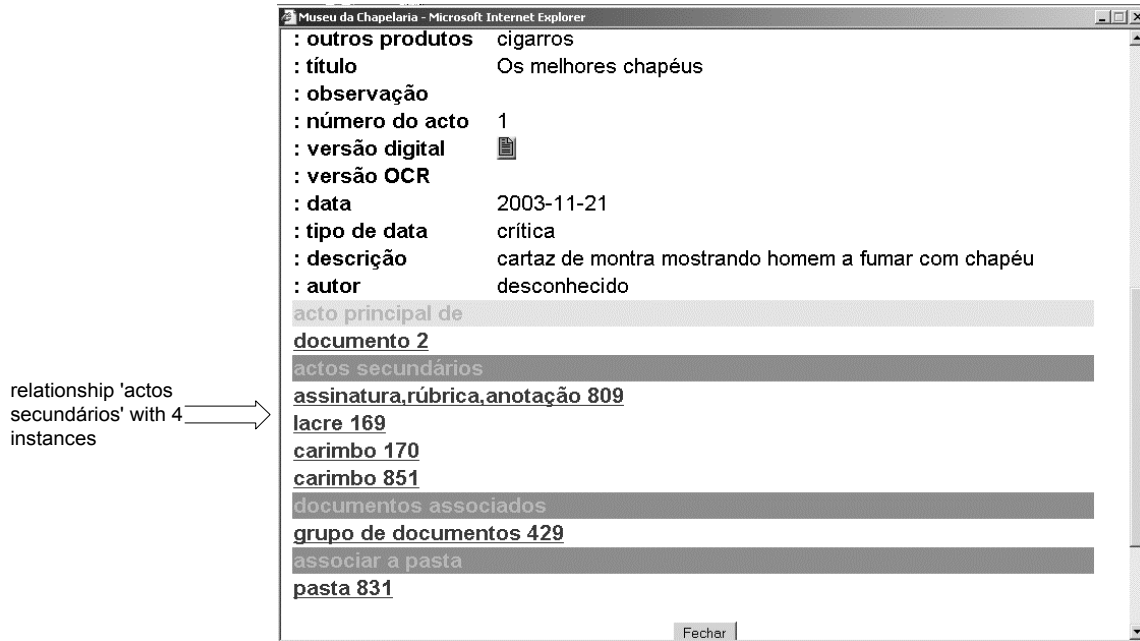 Museu da Chapelaria - Microsoft Internet Explorer
: outros produtos cigarros
: título Os melhores chapéus
: observação
: número do acto 1
: versão digital
: versão OCR
: data 2003-11-21
: tipo de data crítica
: descrição cartaz de montra mostrando homem a fumar com chapéu
: autor desconhecido
acto principal de
documento 2
actos secundários
assinatura,rúbrica,anotação 809
lacre 169
carimbo 170
carimbo 851
documentos associados
grupo de documentos 429
associar a pasta
pasta 831
Fechar
relationship 'actos
secundários' with 4
instances